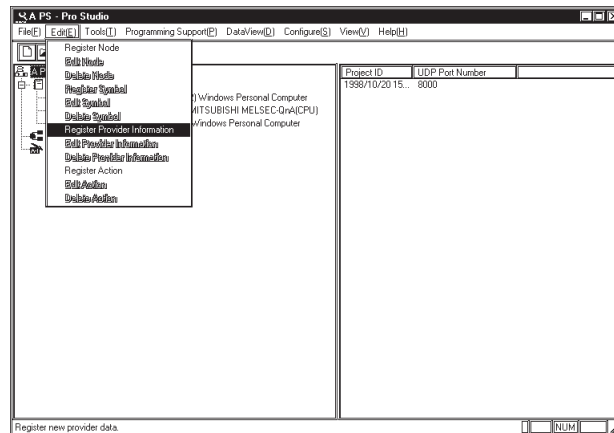 A PS - Pro Studio
File(F) Edit(E) Tools(T) Programming Support(P) DataView(D) Configure(S) View(V) Help(H)
Register Node
Edit Node
Delete Node
Register Symbol
Edit Symbol
Delete Symbol
Register Provider Information
Edit Provider Information
Delete Provider Information
Register Action
Edit Action
Delete Action
AP
) Windows Personal Computer
MITSUBISHI MELSEC-QnA(CPU)
Windows Personal Computer
Project ID UDP Port Number
1998/10/20 15... 8000
Register new provider data.
NUM